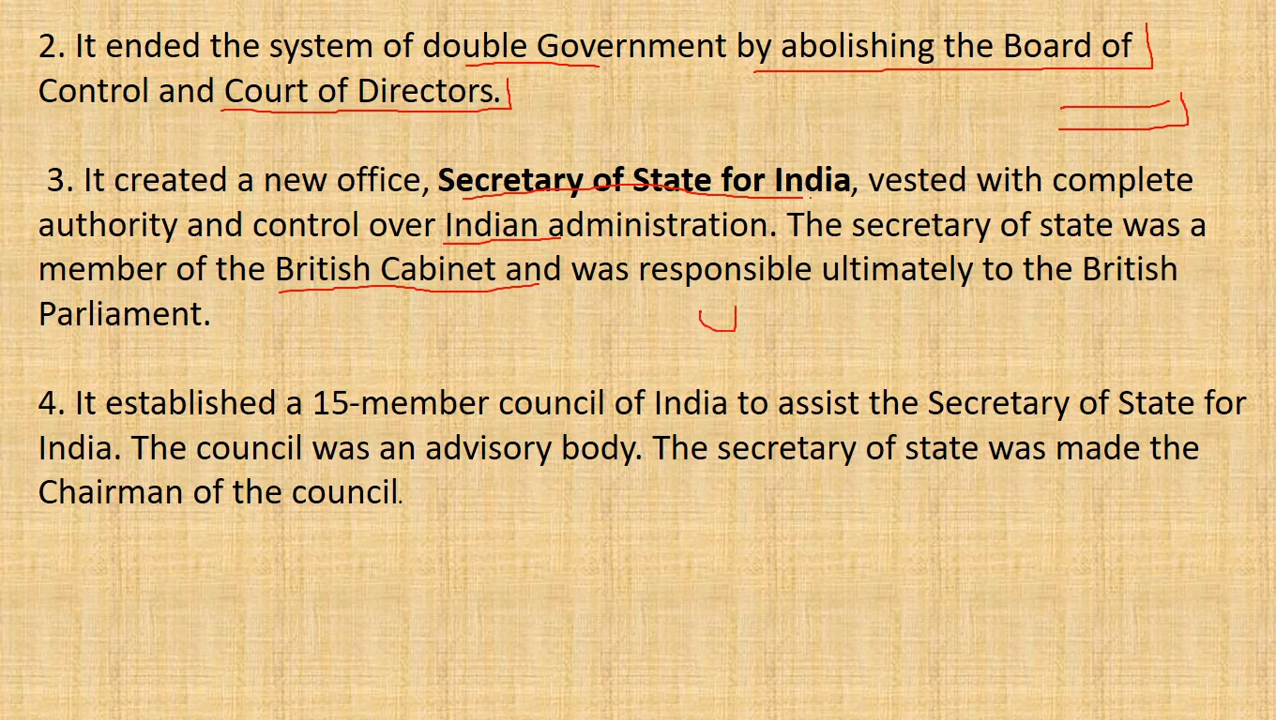 2. It ended the system of double Government by abolishing the Board of
Control and Court of Directors.
3. It created a new office, Secretary of State for India, vested with complete
authority and control over Indian administration. The secretary of state was a
member of the British Cabinet and was responsible ultimately to the British
Parliament.
4. It established a 15-member council of India to assist the Secretary of State for
India. The council was an advisory body. The secretary of state was made the
Chairman of the council.